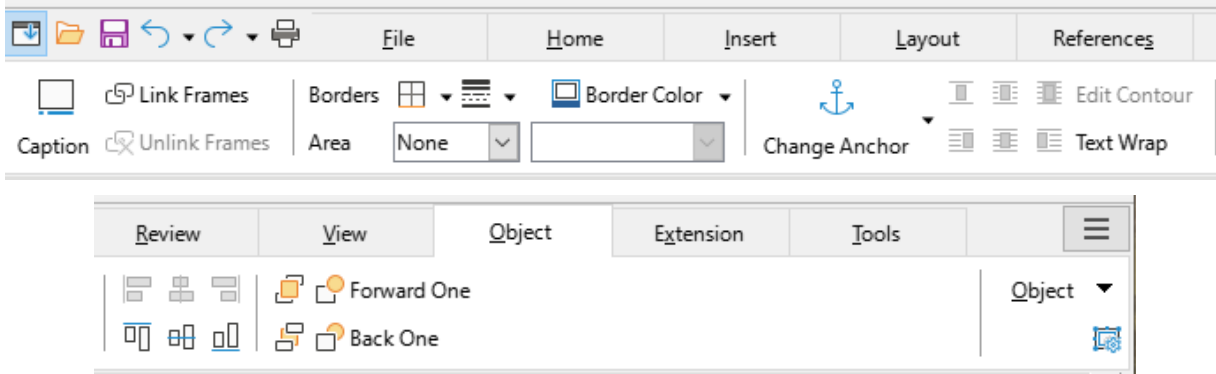 File Home Insert Layout References
Link Frames Borders Border Color Edit Contour
Caption Unlink Frames Area None Change Anchor Text Wrap
Review View Object Extension Tools
Forward One Object
Back One